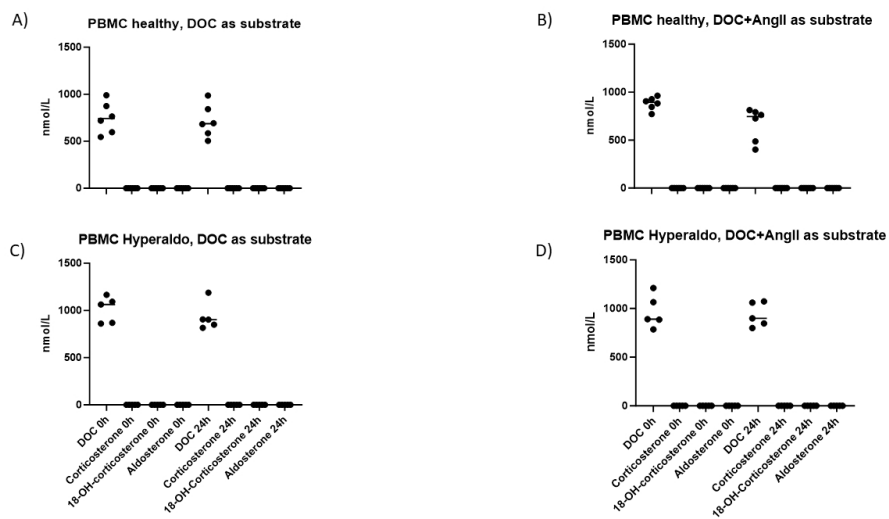 A)
PBMC healthy, DOC as substrate
1500
1000
500
0
nmol/L
B)
PBMC healthy, DOC+AngII as substrate
1500
1000
500
0
nmol/L
C)
PBMC Hyperaldo, DOC as substrate
1500
1000
500
0
nmol/L
DOC 0h
Corticosterone 0h
18-OH-corticosterone 0h
Aldosterone 0h
DOC 24h
Corticosterone 24h
18-OH-Corticosterone 24h
Aldosterone 24h
D)
PBMC Hyperaldo, DOC+AngII as substrate
1500
1000
500
0
nmol/L
DOC 0h
Corticosterone 0h
18-OH-corticosterone 0h
Aldosterone 0h
DOC 24h
Corticosterone 24h
18-OH-Corticosterone 24h
Aldosterone 24h